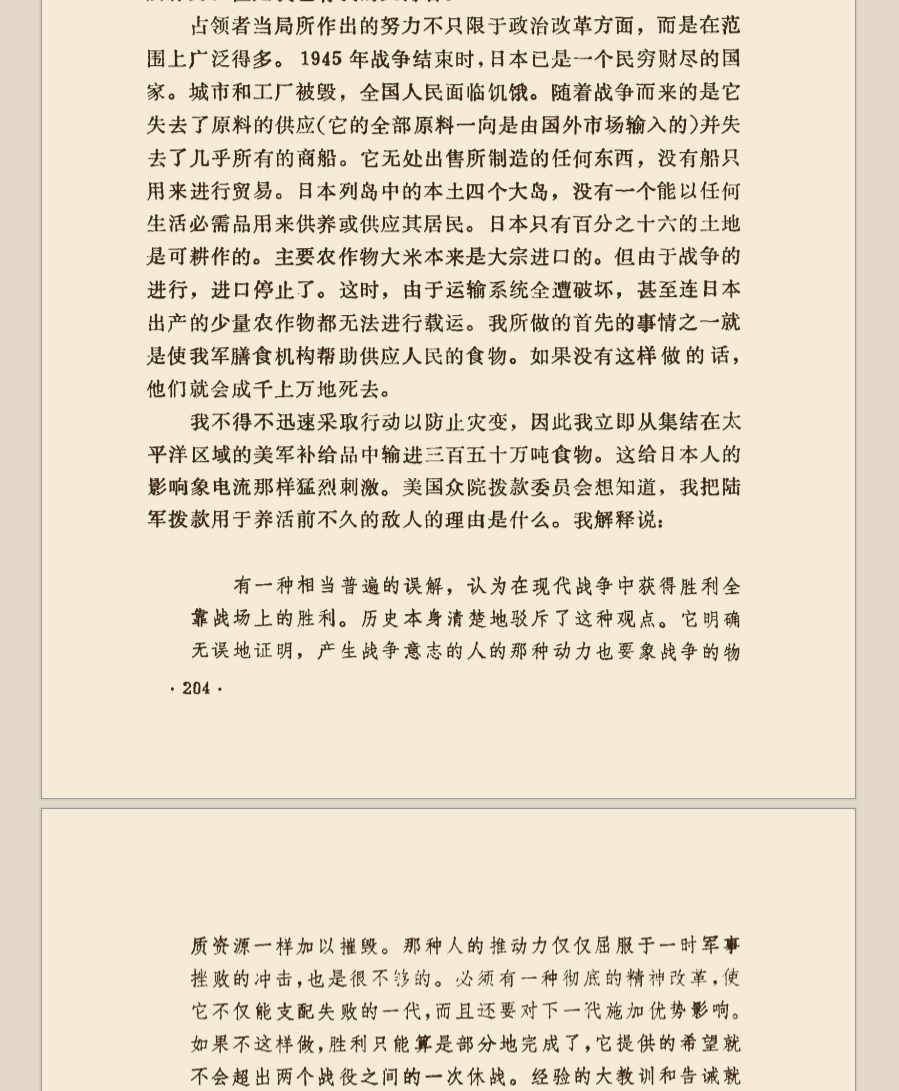 占领者当局所作出的努力不只限于政治改革方面，而是在范
围上广泛得多。1945年战争结束时，日本已是一个民穷财尽的国
家。城市和工厂被毁，全国人民面临饥饿。随着战争而来的是它
失去了原料的供应(它的全部原料一向是由国外市场输入的)并失
去了几乎所有的商船。它无处出售所制造的任何东西，没有船只
用来进行贸易。日本列岛中的本土四个大岛，没有一个能以任何
生活必需品用来供养或供应其居民。日本只有百分之十六的土地
是可耕作的。主要农作物大米本来是大宗进口的。但由于战争的
进行，进口停止了。这时，由于运输系统全遭破坏，甚至连日本
出产的少量农作物都无法进行载运。我所做的首先的事情之一就
是使我军膳食机构帮助供应人民的食物。如果没有这样做的话，
他们就会成千上万地死去。
我不得不迅速采取行动以防止灾变，因此我立即从集结在太
平洋区域的美军补给品中输进三百五十万吨食物。这给日本人的
影响象电流那样猛烈刺激。美国众院拨款委员会想知道，我把陆
军拨款用于养活前不久的敌人的理由是什么。我解释说：
有一种相当普遍的误解，认为在现代战争中获得胜利全
靠战场上的胜利。历史本身清楚地驳斥了这种观点。它明确
无误地证明，产生战争意志的人的那种动力也要象战争的物
·204·
质资源一样加以摧毁。那种人的推动力仅仅屈服于一时军事
挫败的冲击，也是很不够的。必须有一种彻底的精神改革，使
它不仅能支配失败的一代，而且还要对下一代施加优势影响。
如果不这样做，胜利只能算是部分地完成了，它提供的希望就
不会超出两个战役之间的一次休战。经验的大教训和告诫就